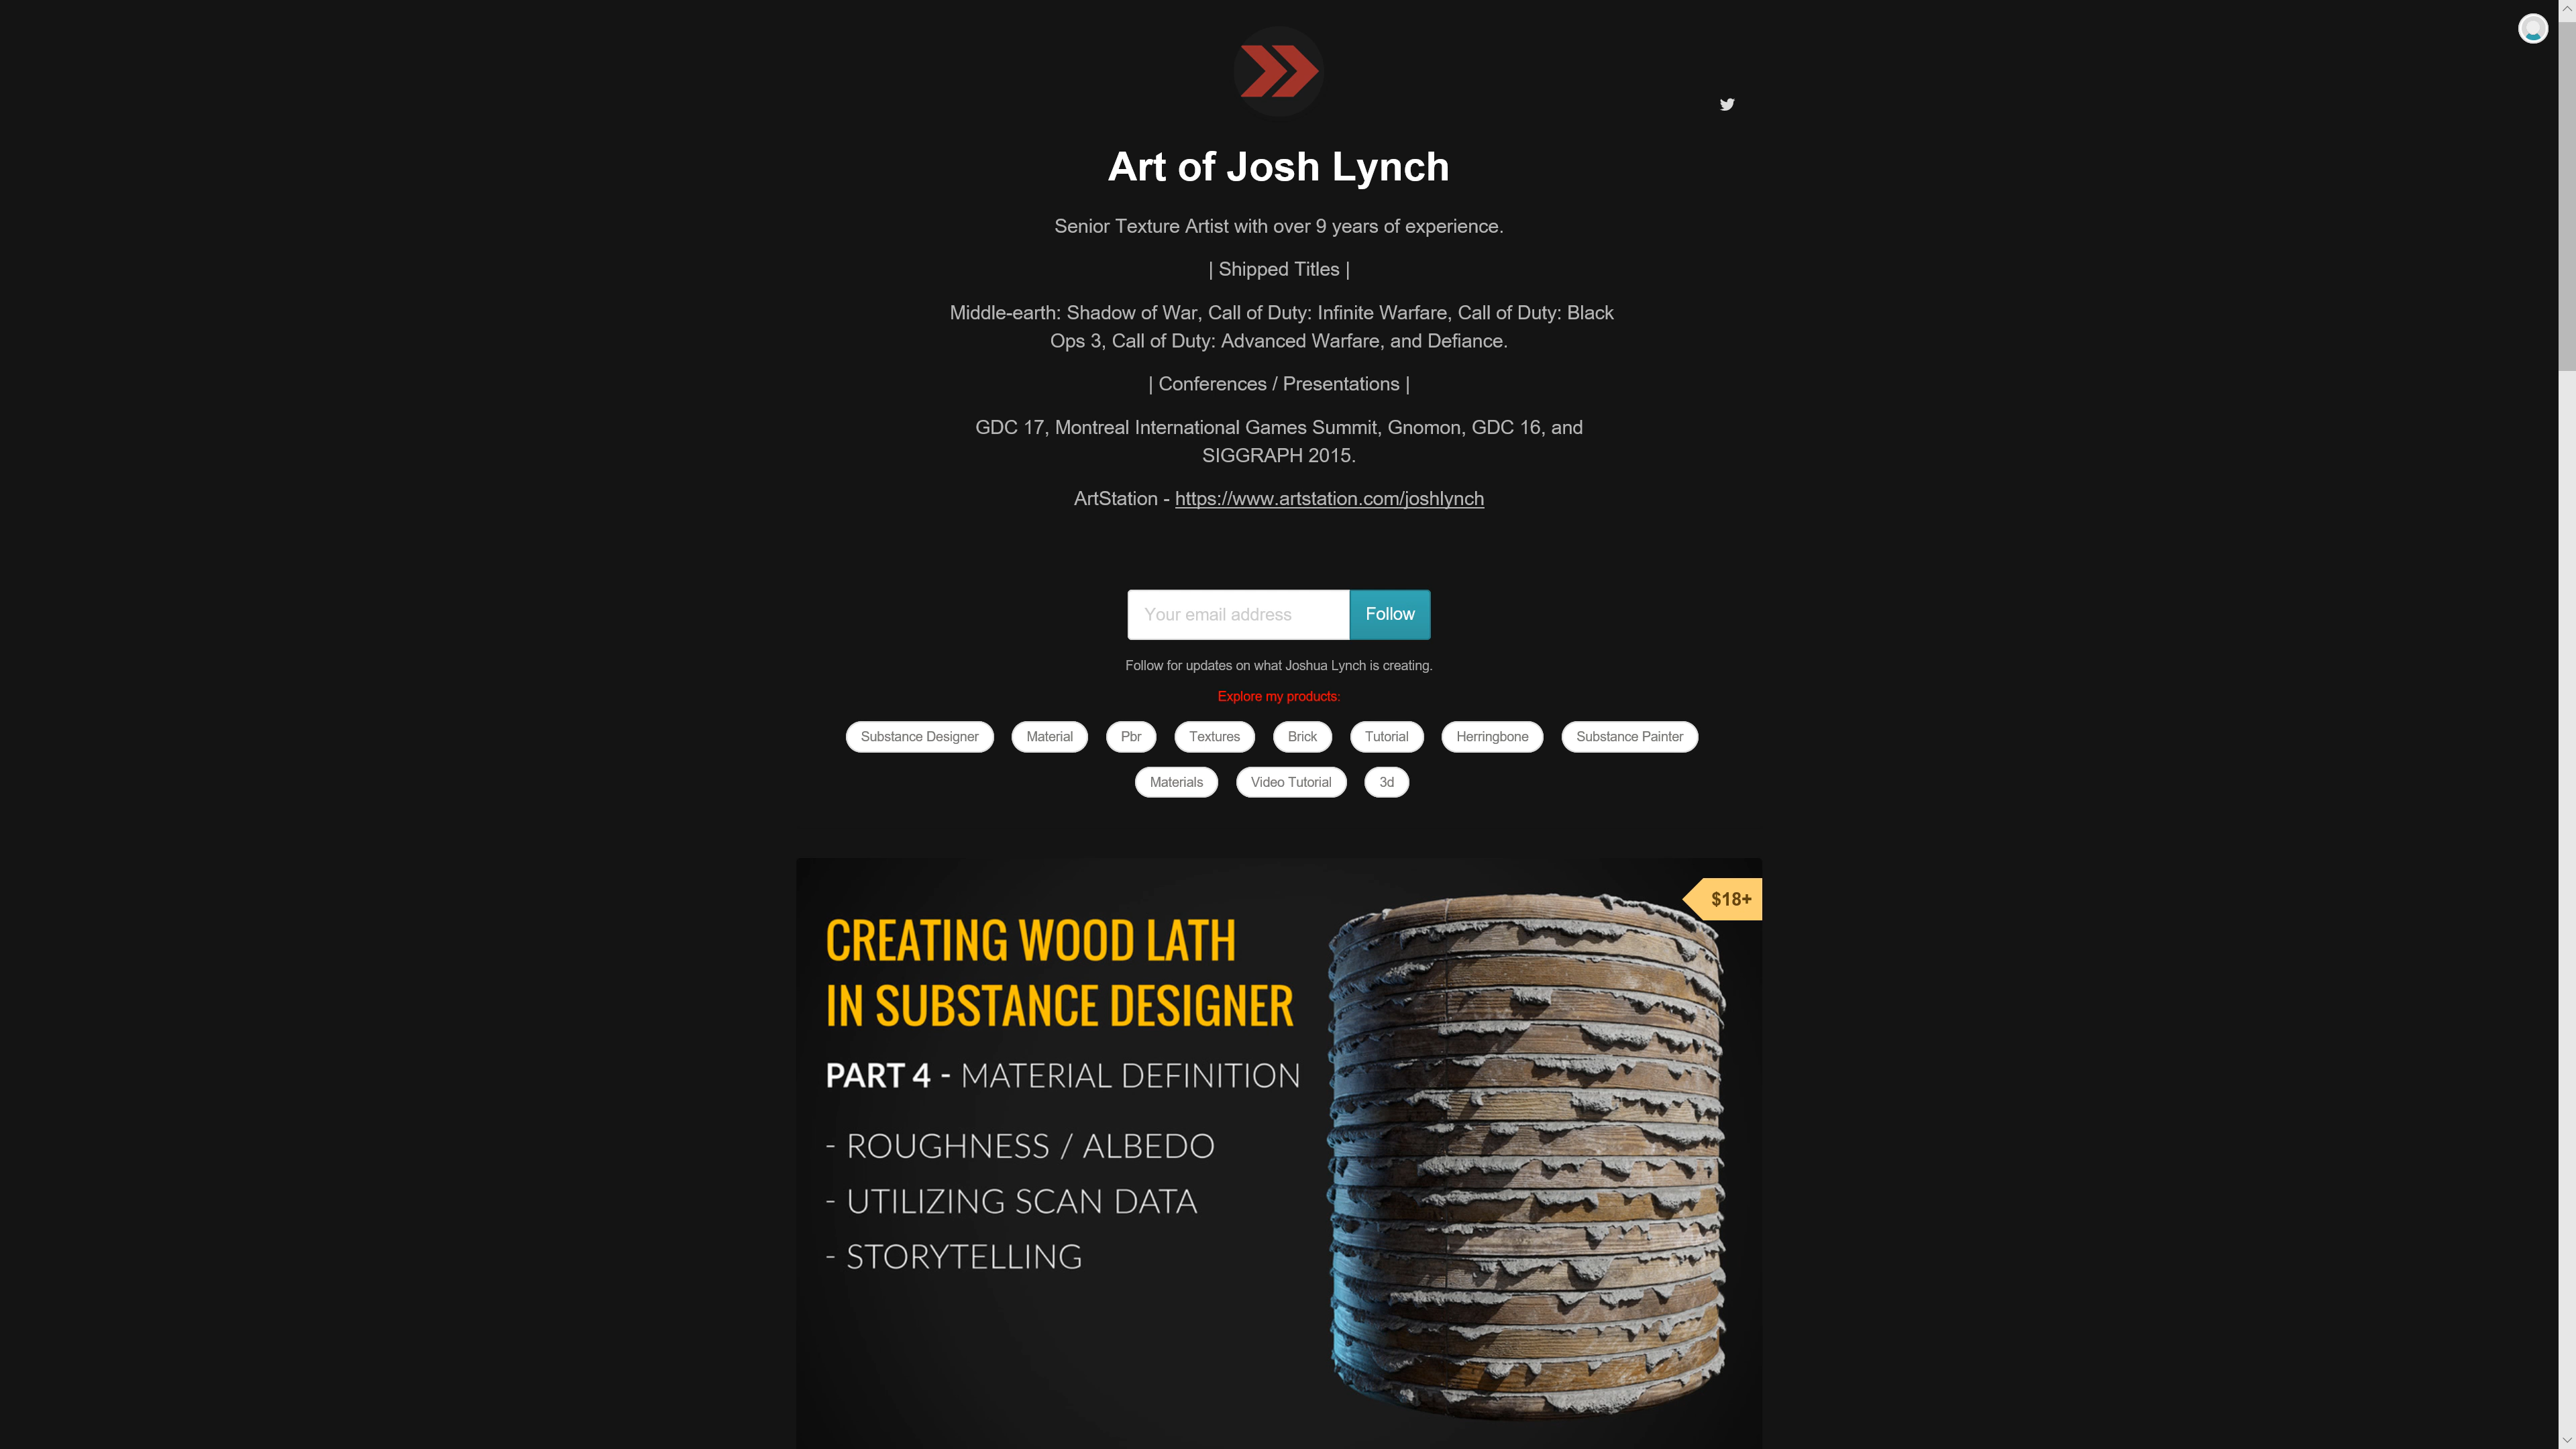 Art of Josh Lynch
Senior Texture Artist with over 9 years of experience.
| Shipped Titles |
Middle-earth: Shadow of War, Call of Duty: Infinite Warfare, Call of Duty: Black
Ops 3, Call of Duty: Advanced Warfare, and Defiance.
| Conferences / Presentations |
GDC 17, Montreal International Games Summit, Gnomon, GDC 16, and
SIGGRAPH 2015.
ArtStation - https://www.artstation.com/joshlynch
Your email address Follow
Follow for updates on what Joshua Lynch is creating.
Explore my products:
Substance Designer Material Pbr Textures Brick Tutorial Herringbone Substance Painter
Materials Video Tutorial 3d
$18+
CREATING WOOD LATH
IN SUBSTANCE DESIGNER
PART 4 - MATERIAL DEFINITION
- ROUGHNESS / ALBEDO
- UTILIZING SCAN DATA
- STORYTELLING